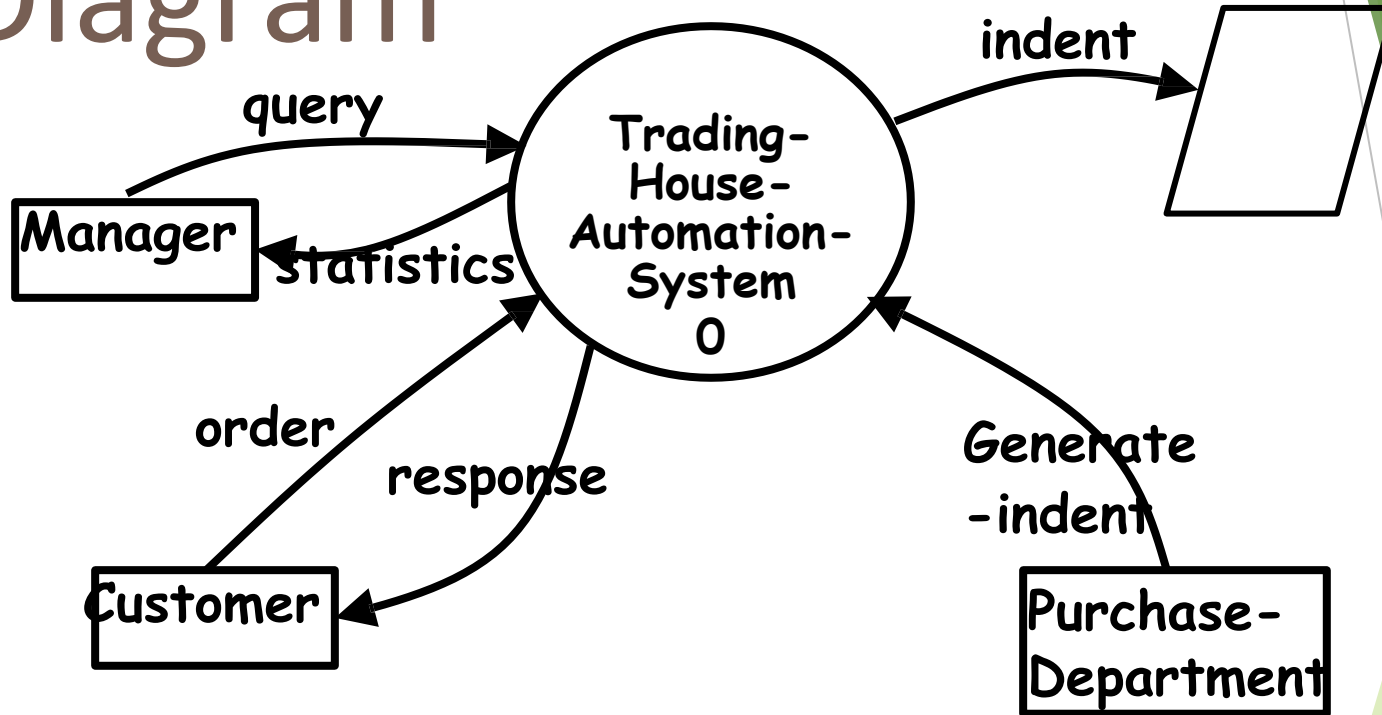 Diagram
indent
query
Trading-
House-
Automation-
System
0
Manager
statistics
order
response
Generate
-indent
Customer
Purchase-
Department